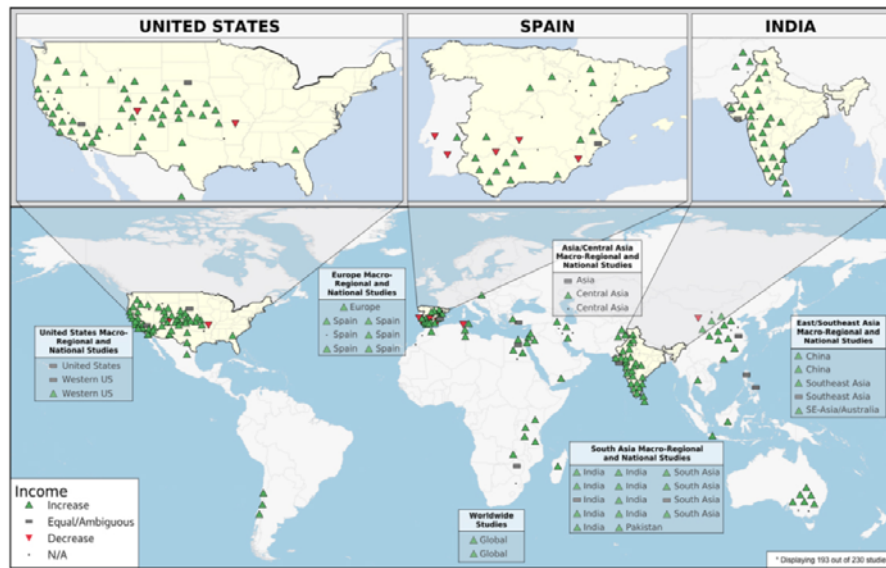 UNITED STATES
SPAIN
INDIA
Asia/Central Asia
Macro-Regional and
National Studies
Asia
Central Asia
Central Asia
Europe Macro-
Regional and
National Studies
Europe
Spain Spain
Spain Spain
Spain Spain
United States Macro-
Regional and
National Studies
United States
Western US
Western US
East/Southeast Asia
Macro-Regional and
National Studies
China
China
Southeast Asia
Southeast Asia
SE-Asia/Australia
South Asia Macro-Regional
and National Studies
India India South Asia
India India South Asia
India India South Asia
India India South Asia
India Pakistan
Worldwide
Studies
Global
Global
Income
Increase
Equal/Ambiguous
Decrease
N/A
* Displaying 193 out of 230 studies